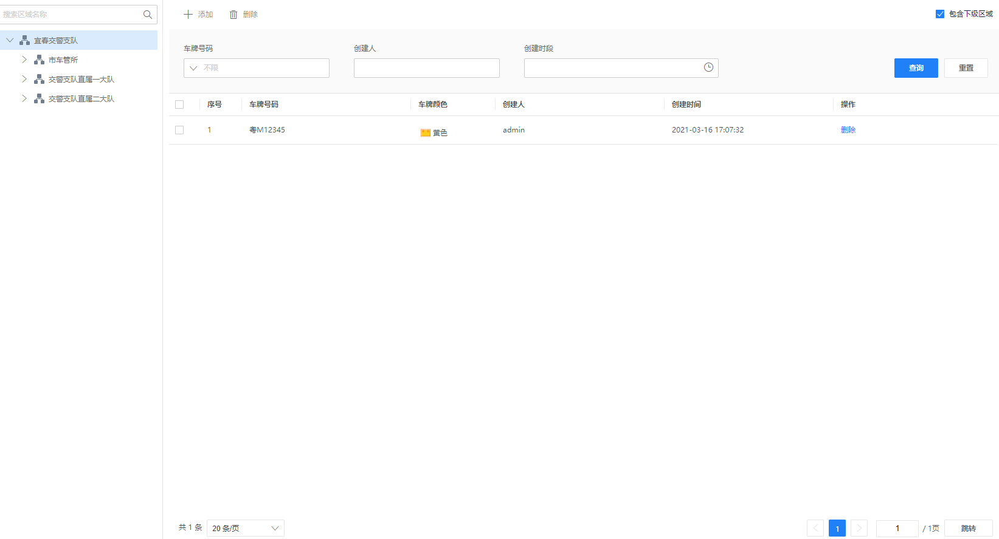 搜索区域名称
宜春交警支队
市车管所
交警支队直属一大队
交警支队直属二大队
添加 删除 包含下级区域
车牌号码 创建人 创建时段
不限 查询 重置
序号 车牌号码 车牌颜色 创建人 创建时间 操作
1 粤M12345 黄色 admin 2021-03-16 17:07:32 删除
共 1 条 20 条/页 1 1 / 1页 跳转